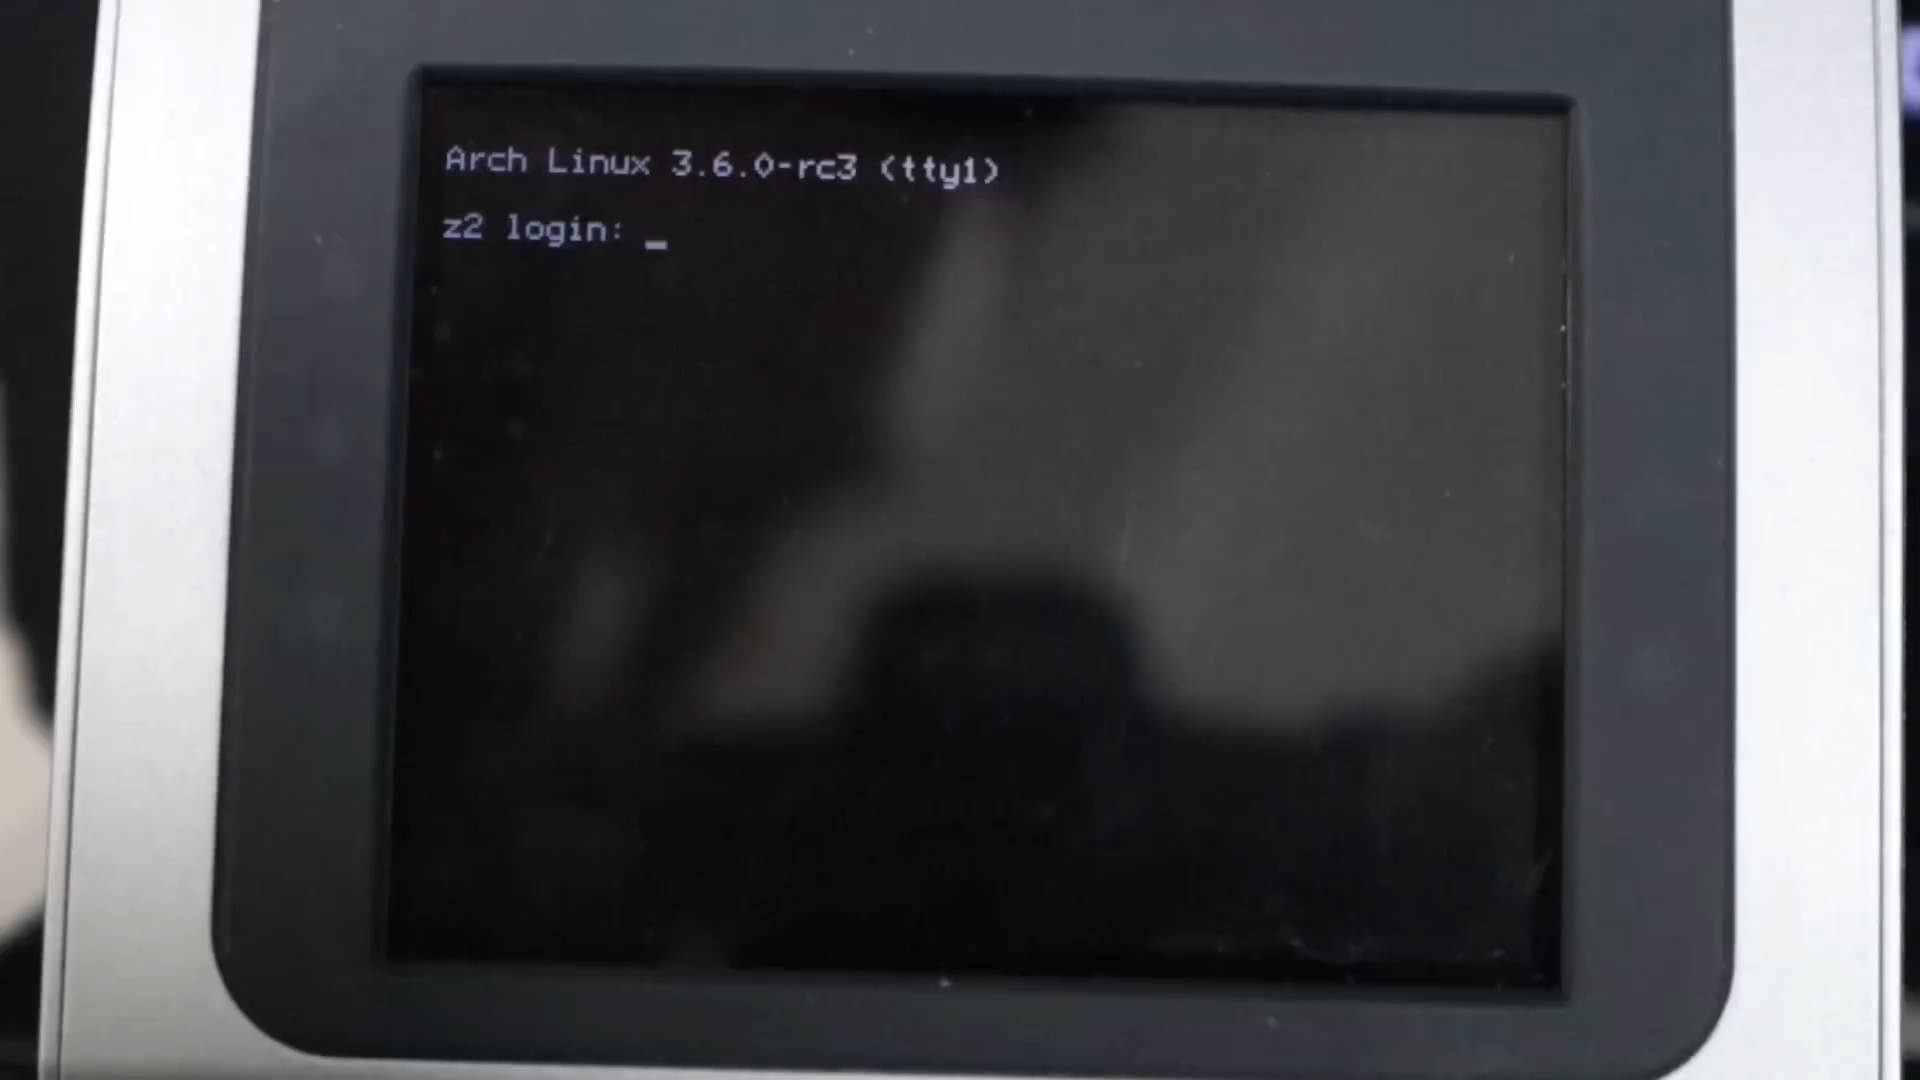 Arch Linux 3.6.0-rc3 (tty1)
z2 login: _